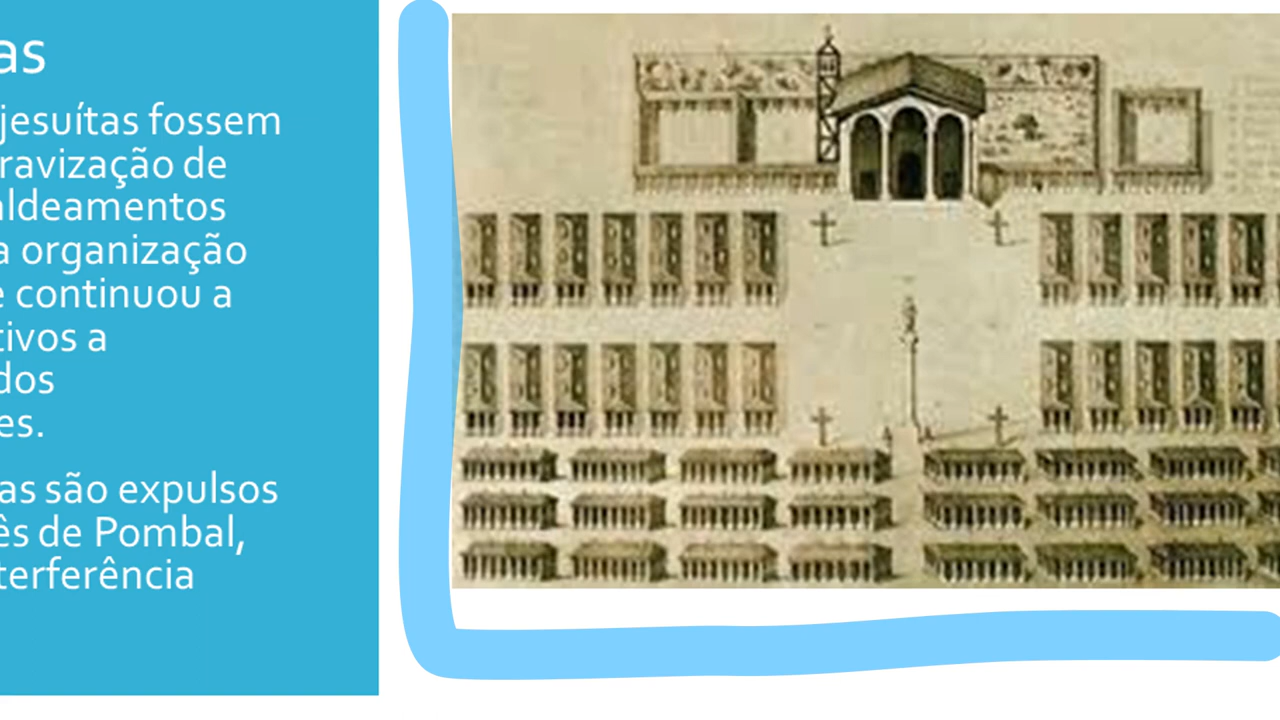 as
jesuítas fossem
ravização de
aldeamentos
a organização
e continuou a
tivos a
dos
es.
as são expulsos
ês de Pombal,
terferência